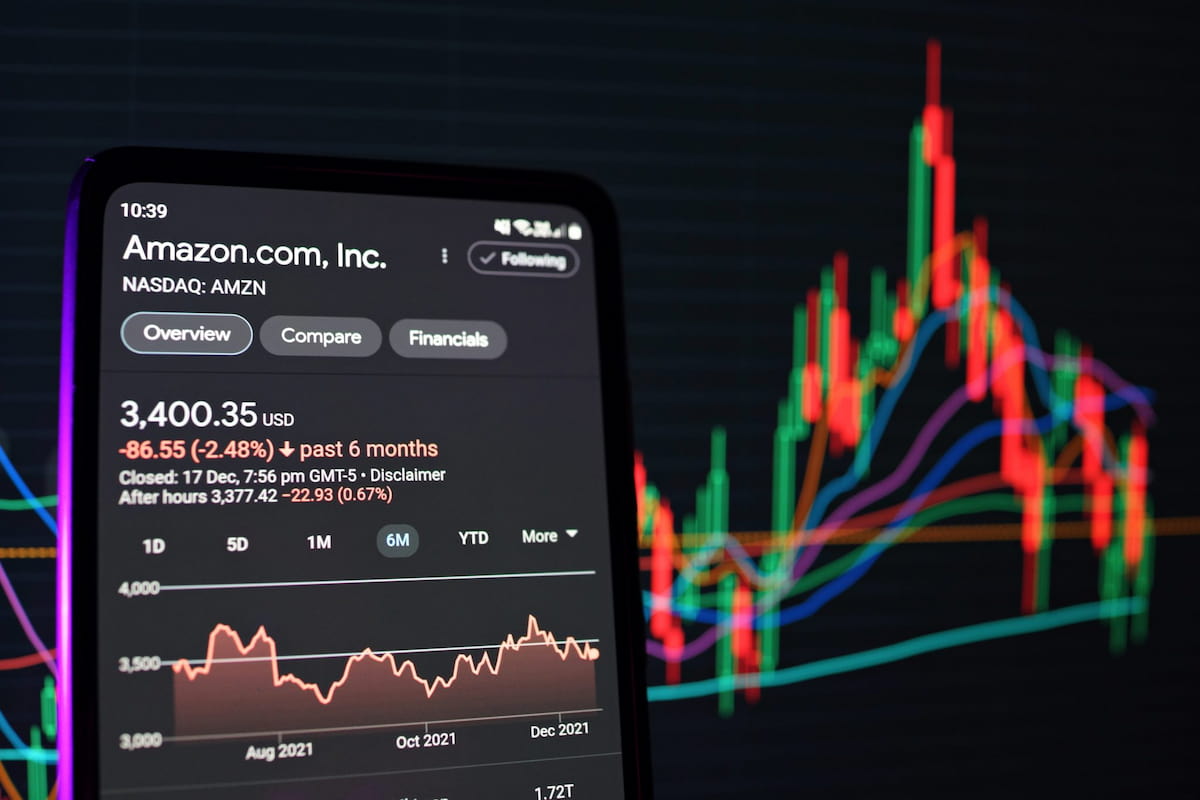 10:39
Amazon.com, Inc.
Following
NASDAQ: AMZN
Overview Compare Financials
3,400.35 USD
-86.55 (-2.48%) ↓ past 6 months
Closed: 17 Dec, 7:56 pm GMT-5 • Disclaimer
After hours 3,377.42 −22.93 (0.67%)
1D 5D 1M 6M YTD More
4,000
3,500
3,000
Aug 2021 Oct 2021 Dec 2021
1.72T